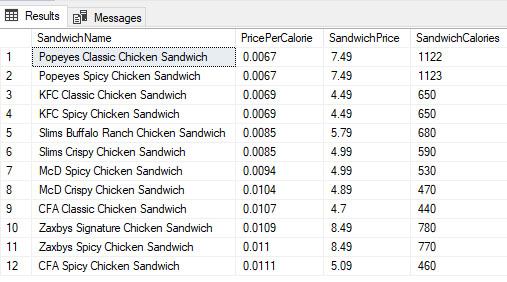 Results Messages
SandwichName PricePerCalorie SandwichPrice SandwichCalories
1 Popeyes Classic Chicken Sandwich 0.0067 7.49 1122
2 Popeyes Spicy Chicken Sandwich 0.0067 7.49 1123
3 KFC Classic Chicken Sandwich 0.0069 4.49 650
4 KFC Spicy Chicken Sandwich 0.0069 4.49 650
5 Slims Buffalo Ranch Chicken Sandwich 0.0085 5.79 680
6 Slims Crispy Chicken Sandwich 0.0085 4.99 590
7 McD Spicy Chicken Sandwich 0.0094 4.99 530
8 McD Crispy Chicken Sandwich 0.0104 4.89 470
9 CFA Classic Chicken Sandwich 0.0107 4.7 440
10 Zaxbys Signature Chicken Sandwich 0.0109 8.49 780
11 Zaxbys Spicy Chicken Sandwich 0.011 8.49 770
12 CFA Spicy Chicken Sandwich 0.0111 5.09 460